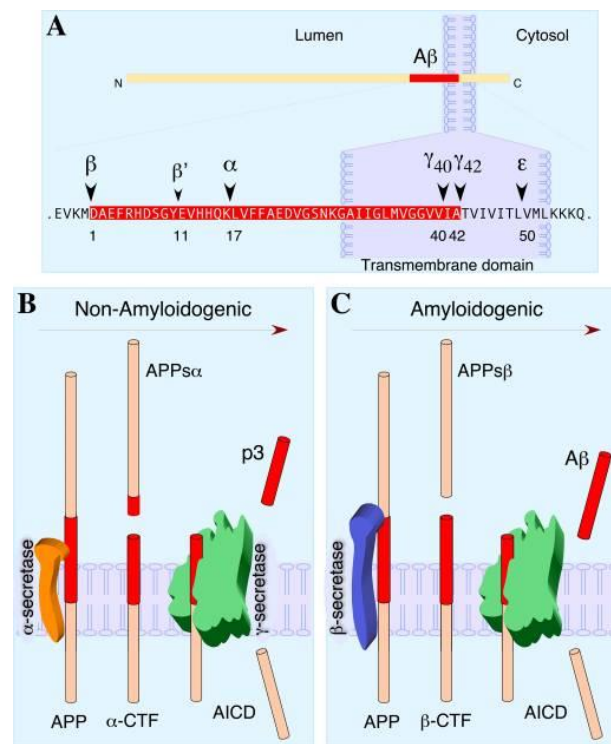 A
Lumen
Cytosol
Aβ
N
C
β
β'
α
γ40
γ42
ε
.EVKMDAEFRHDSGYEVHHQKLVFFAEDVGSNKGAIIGLMVGGVVIATVIVITLVMLKKKQ.
1
11
17
40
42
50
Transmembrane domain
B
Non-Amyloidogenic
APPsα
p3
α-secretase
γ-secretase
APP
α-CTF
AICD
C
Amyloidogenic
APPsβ
Aβ
β-secretase
APP
β-CTF
AICD